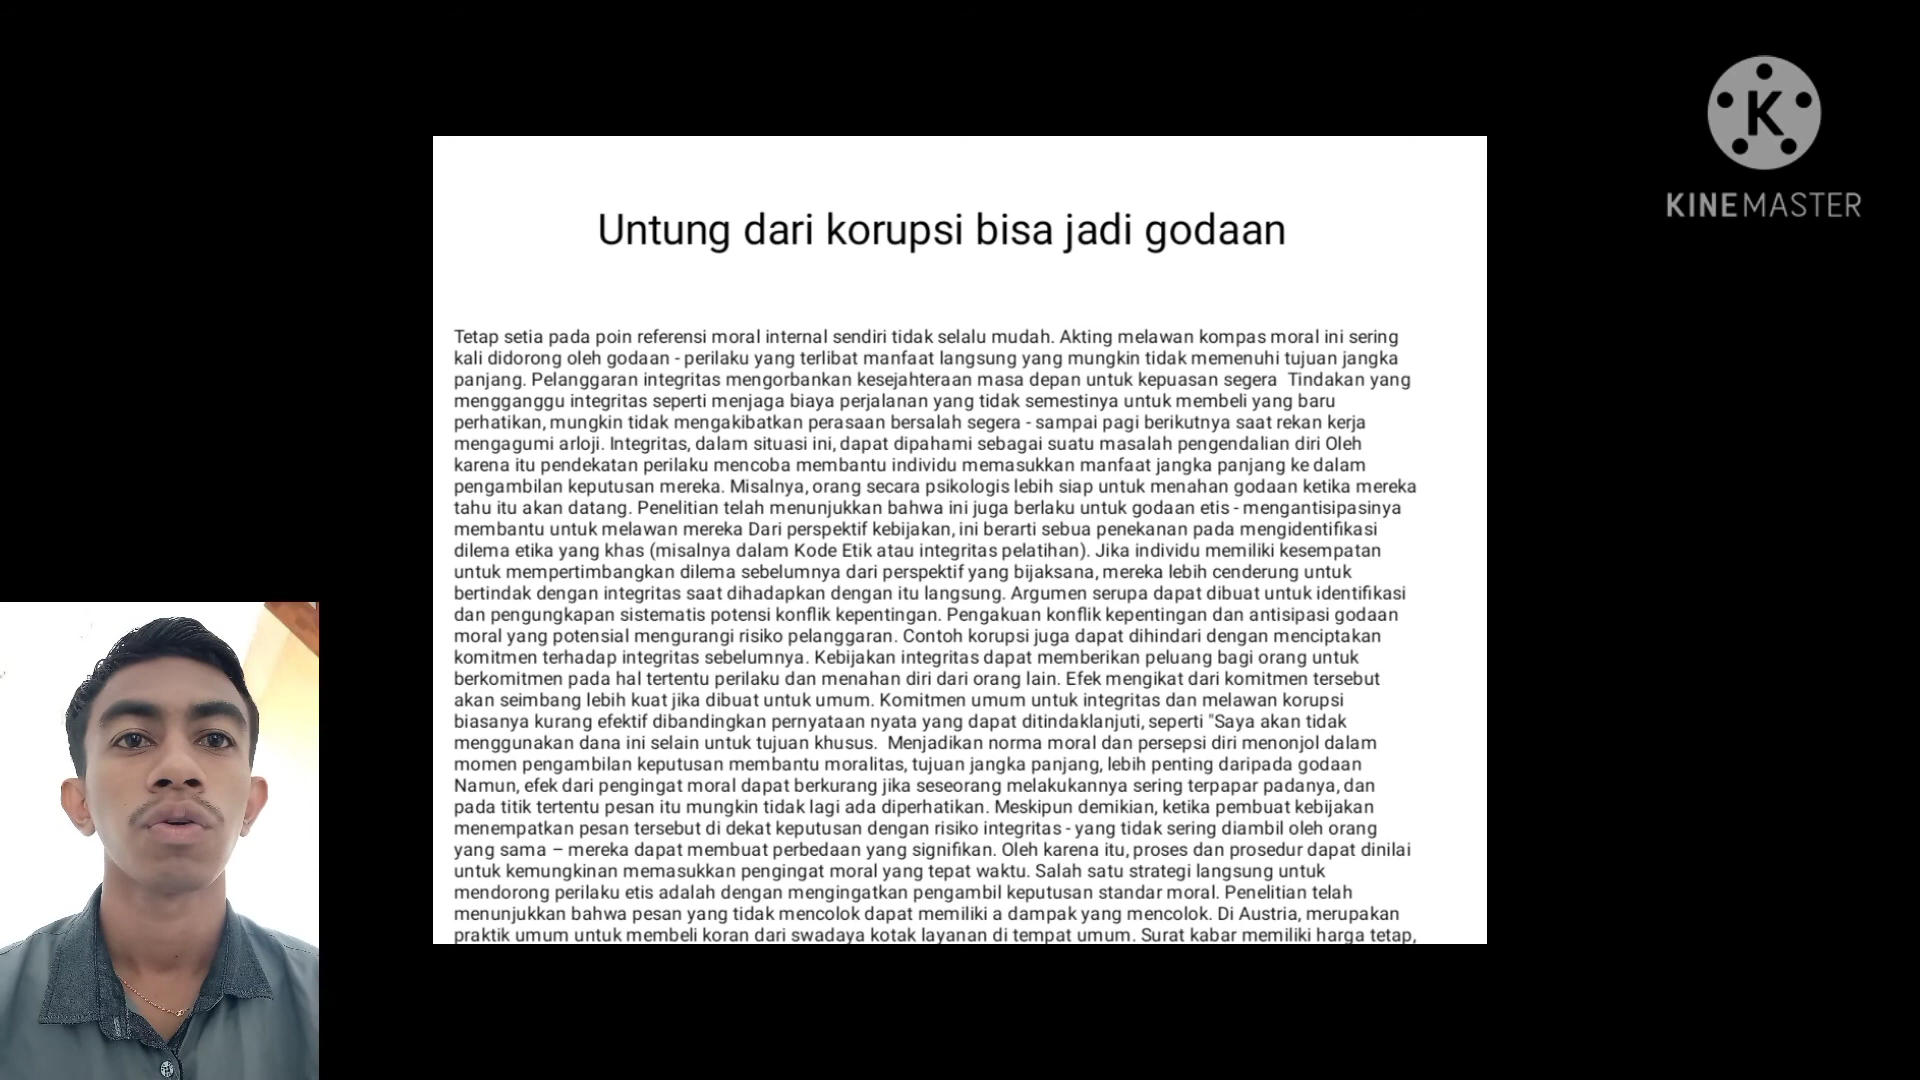 Untung dari korupsi bisa jadi godaan
Tetap setia pada poin referensi moral internal sendiri tidak selalu mudah. Akting melawan kompas moral ini sering
kali didorong oleh godaan - perilaku yang terlibat manfaat langsung yang mungkin tidak memenuhi tujuan jangka
panjang. Pelanggaran integritas mengorbankan kesejahteraan masa depan untuk kepuasan segera  Tindakan yang
mengganggu integritas seperti menjaga biaya perjalanan yang tidak semestinya untuk membeli yang baru
perhatikan, mungkin tidak mengakibatkan perasaan bersalah segera - sampai pagi berikutnya saat rekan kerja
mengagumi arloji. Integritas, dalam situasi ini, dapat dipahami sebagai suatu masalah pengendalian diri Oleh
karena itu pendekatan perilaku mencoba membantu individu memasukkan manfaat jangka panjang ke dalam
pengambilan keputusan mereka. Misalnya, orang secara psikologis lebih siap untuk menahan godaan ketika mereka
tahu itu akan datang. Penelitian telah menunjukkan bahwa ini juga berlaku untuk godaan etis - mengantisipasinya
membantu untuk melawan mereka Dari perspektif kebijakan, ini berarti sebua penekanan pada mengidentifikasi
dilema etika yang khas (misalnya dalam Kode Etik atau integritas pelatihan). Jika individu memiliki kesempatan
untuk mempertimbangkan dilema sebelumnya dari perspektif yang bijaksana, mereka lebih cenderung untuk
bertindak dengan integritas saat dihadapkan dengan itu langsung. Argumen serupa dapat dibuat untuk identifikasi
dan pengungkapan sistematis potensi konflik kepentingan. Pengakuan konflik kepentingan dan antisipasi godaan
moral yang potensial mengurangi risiko pelanggaran. Contoh korupsi juga dapat dihindari dengan menciptakan
komitmen terhadap integritas sebelumnya. Kebijakan integritas dapat memberikan peluang bagi orang untuk
berkomitmen pada hal tertentu perilaku dan menahan diri dari orang lain. Efek mengikat dari komitmen tersebut
akan seimbang lebih kuat jika dibuat untuk umum. Komitmen umum untuk integritas dan melawan korupsi
biasanya kurang efektif dibandingkan pernyataan nyata yang dapat ditindaklanjuti, seperti "Saya akan tidak
menggunakan dana ini selain untuk tujuan khusus.  Menjadikan norma moral dan persepsi diri menonjol dalam
momen pengambilan keputusan membantu moralitas, tujuan jangka panjang, lebih penting daripada godaan
Namun, efek dari pengingat moral dapat berkurang jika seseorang melakukannya sering terpapar padanya, dan
pada titik tertentu pesan itu mungkin tidak lagi ada diperhatikan. Meskipun demikian, ketika pembuat kebijakan
menempatkan pesan tersebut di dekat keputusan dengan risiko integritas - yang tidak sering diambil oleh orang
yang sama – mereka dapat membuat perbedaan yang signifikan. Oleh karena itu, proses dan prosedur dapat dinilai
untuk kemungkinan memasukkan pengingat moral yang tepat waktu. Salah satu strategi langsung untuk
mendorong perilaku etis adalah dengan mengingatkan pengambil keputusan standar moral. Penelitian telah
menunjukkan bahwa pesan yang tidak mencolok dapat memiliki a dampak yang mencolok. Di Austria, merupakan
praktik umum untuk membeli koran dari swadaya kotak layanan di tempat umum. Surat kabar memiliki harga tetap,
K
KINEMASTER